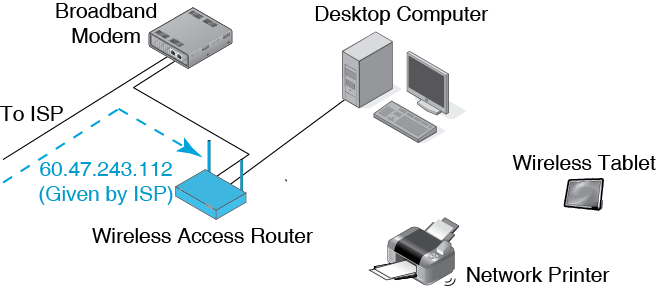 Broadband
Modem
Desktop Computer
To ISP
60.47.243.112
(Given by ISP)
Wireless Tablet
Wireless Access Router
Network Printer